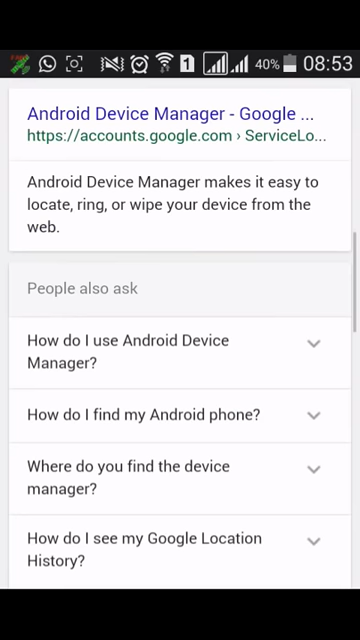 1 40% 08:53
Android Device Manager - Google ...
https://accounts.google.com › ServiceLo...
Android Device Manager makes it easy to
locate, ring, or wipe your device from the
web.
People also ask
How do I use Android Device
Manager?
How do I find my Android phone?
Where do you find the device
manager?
How do I see my Google Location
History?